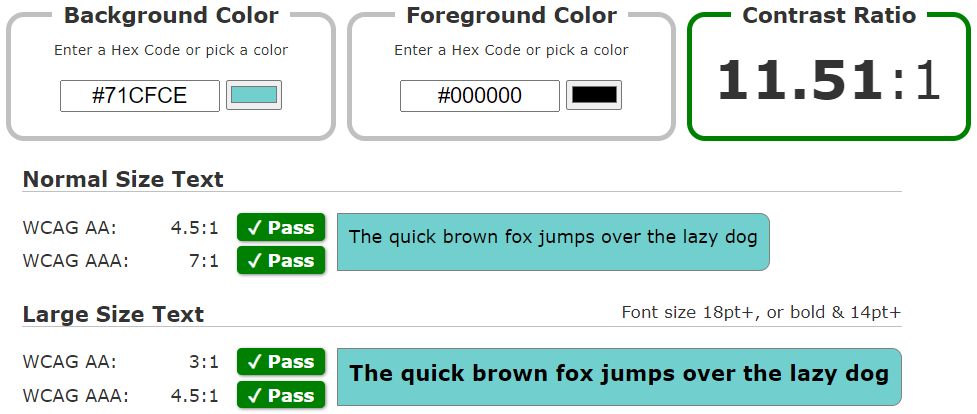 Background Color
Foreground Color
Contrast Ratio
Enter a Hex Code or pick a color
Enter a Hex Code or pick a color
#71CFCE
#000000
11.51:1
Normal Size Text
WCAG AA: 4.5:1 ✓ Pass
WCAG AAA: 7:1 ✓ Pass
The quick brown fox jumps over the lazy dog
Large Size Text
Font size 18pt+, or bold & 14pt+
WCAG AA: 3:1 ✓ Pass
WCAG AAA: 4.5:1 ✓ Pass
The quick brown fox jumps over the lazy dog